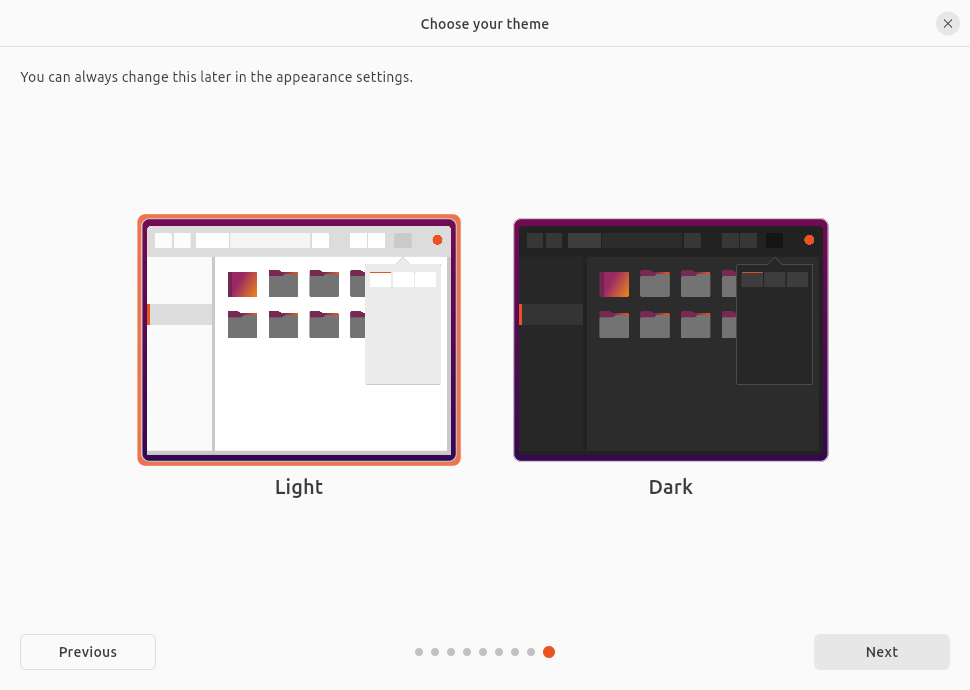 Choose your theme
You can always change this later in the appearance settings.
Light
Dark
Previous
Next